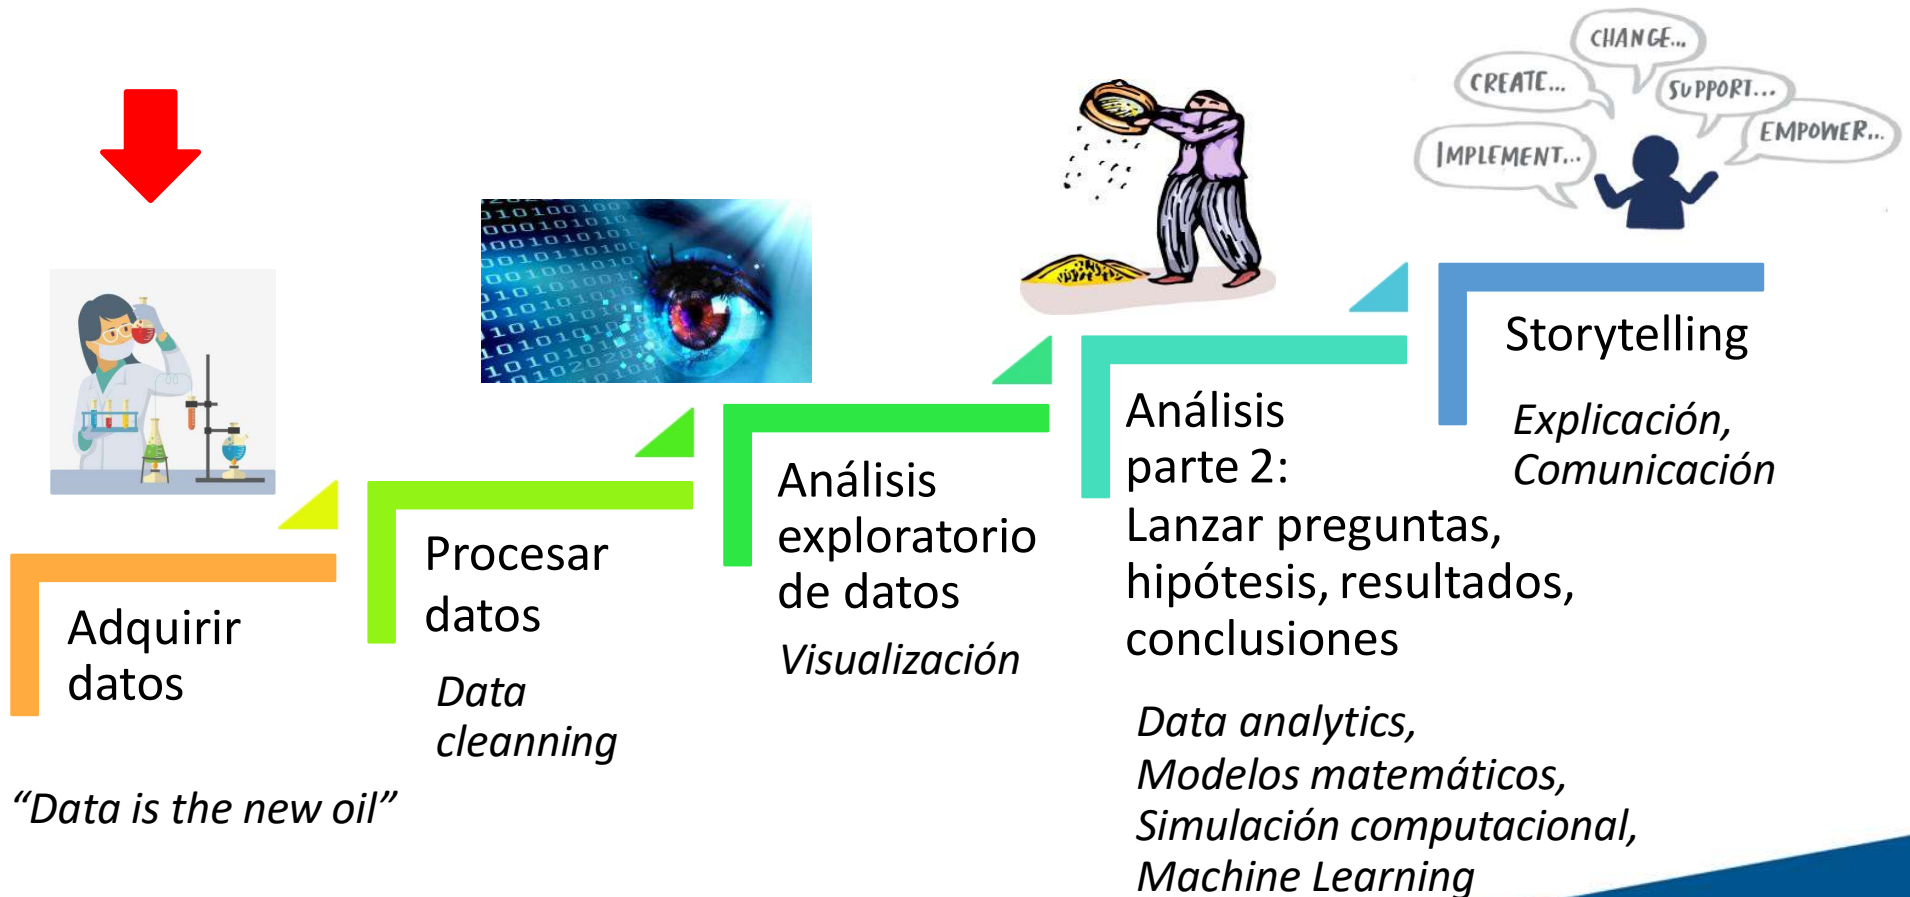 CHANGE...
CREATE...
SUPPORT...
EMPOWER...
IMPLEMENT...
Adquirir
datos
"Data is the new oil"
Procesar
datos
Data
cleanning
Análisis
exploratorio
de datos
Visualización
Análisis
parte 2:
Lanzar preguntas,
hipótesis, resultados,
conclusiones
Data analytics,
Modelos matemáticos,
Simulación computacional,
Machine Learning
Storytelling
Explicación,
Comunicación